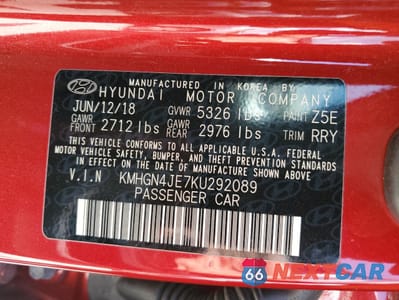 MANUFACTURED IN KOREA BY
HYUNDAI MOTOR COMPANY
JUN/12/18 GVWR 5326 lbs PAINT Z5E
GAWR FRONT 2712 lbs GAWR REAR 2976 lbs TRIM RRY
THIS VEHICLE CONFORMS TO ALL APPLICABLE
U.S. FEDERAL MOTOR VEHICLE SAFETY,
BUMPER, AND THEFT PREVENTION STANDARDS
IN EFFECT ON THE DATE OF MANUFACTURE
SHOWN ABOVE.
V.I.N KMHGN4JE7KU292089
PASSENGER CAR
66 NEXT CAR